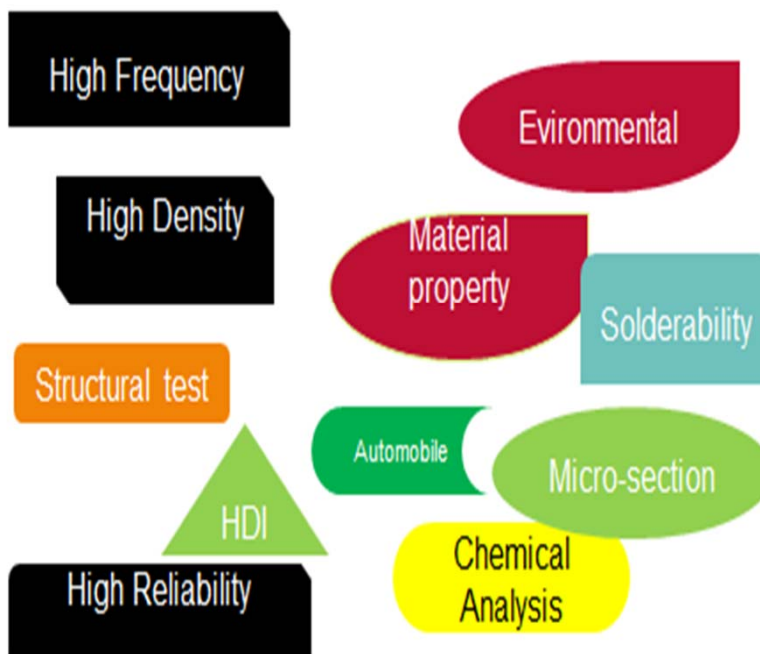 High Frequency
Evironmental
High Density
Material
property
Solderability
Structural test
Automobile
Micro-section
HDI
Chemical
Analysis
High Reliability